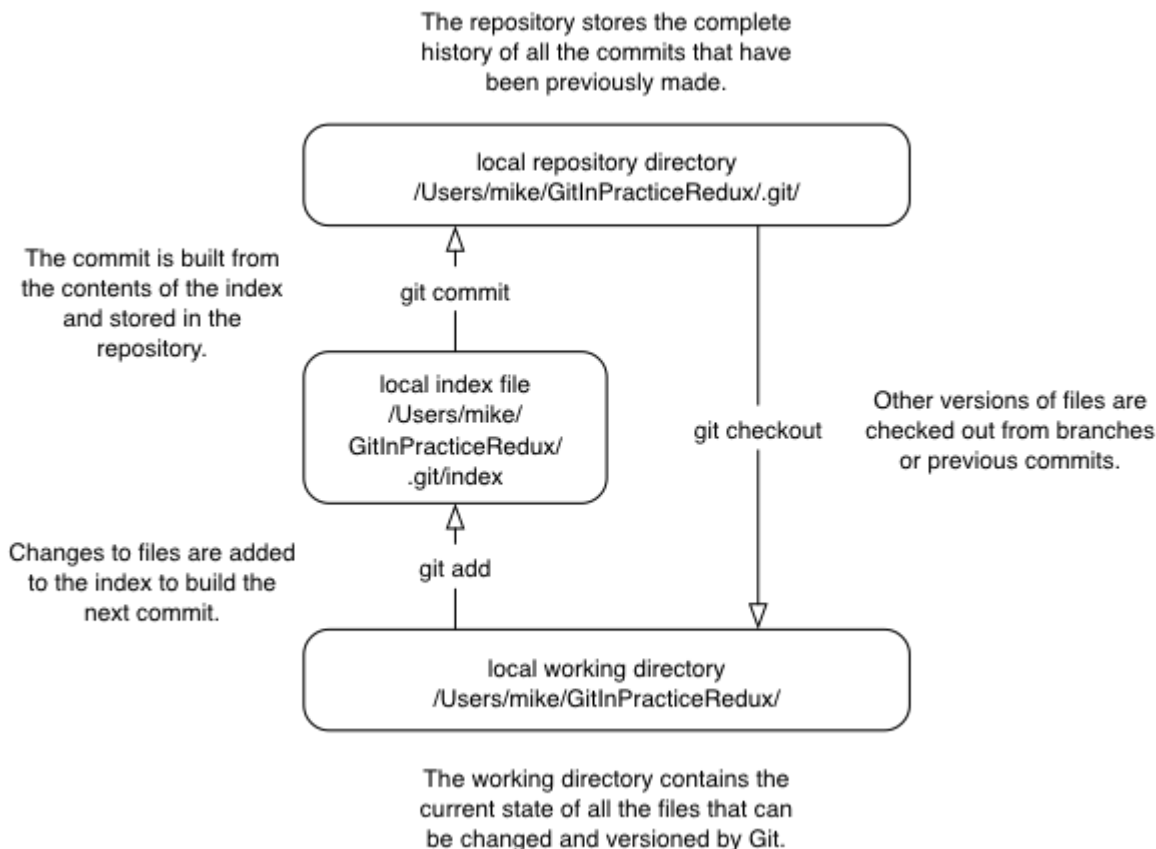 The repository stores the complete
history of all the commits that have
been previously made.
local repository directory
/Users/mike/GitInPracticeRedux/.git/
The commit is built from
the contents of the index
and stored in the
repository.
git commit
local index file
/Users/mike/
GitInPracticeRedux/
.git/index
git checkout
Other versions of files are
checked out from branches
or previous commits.
Changes to files are added
to the index to build the
next commit.
git add
local working directory
/Users/mike/GitInPracticeRedux/
The working directory contains the
current state of all the files that can
be changed and versioned by Git.